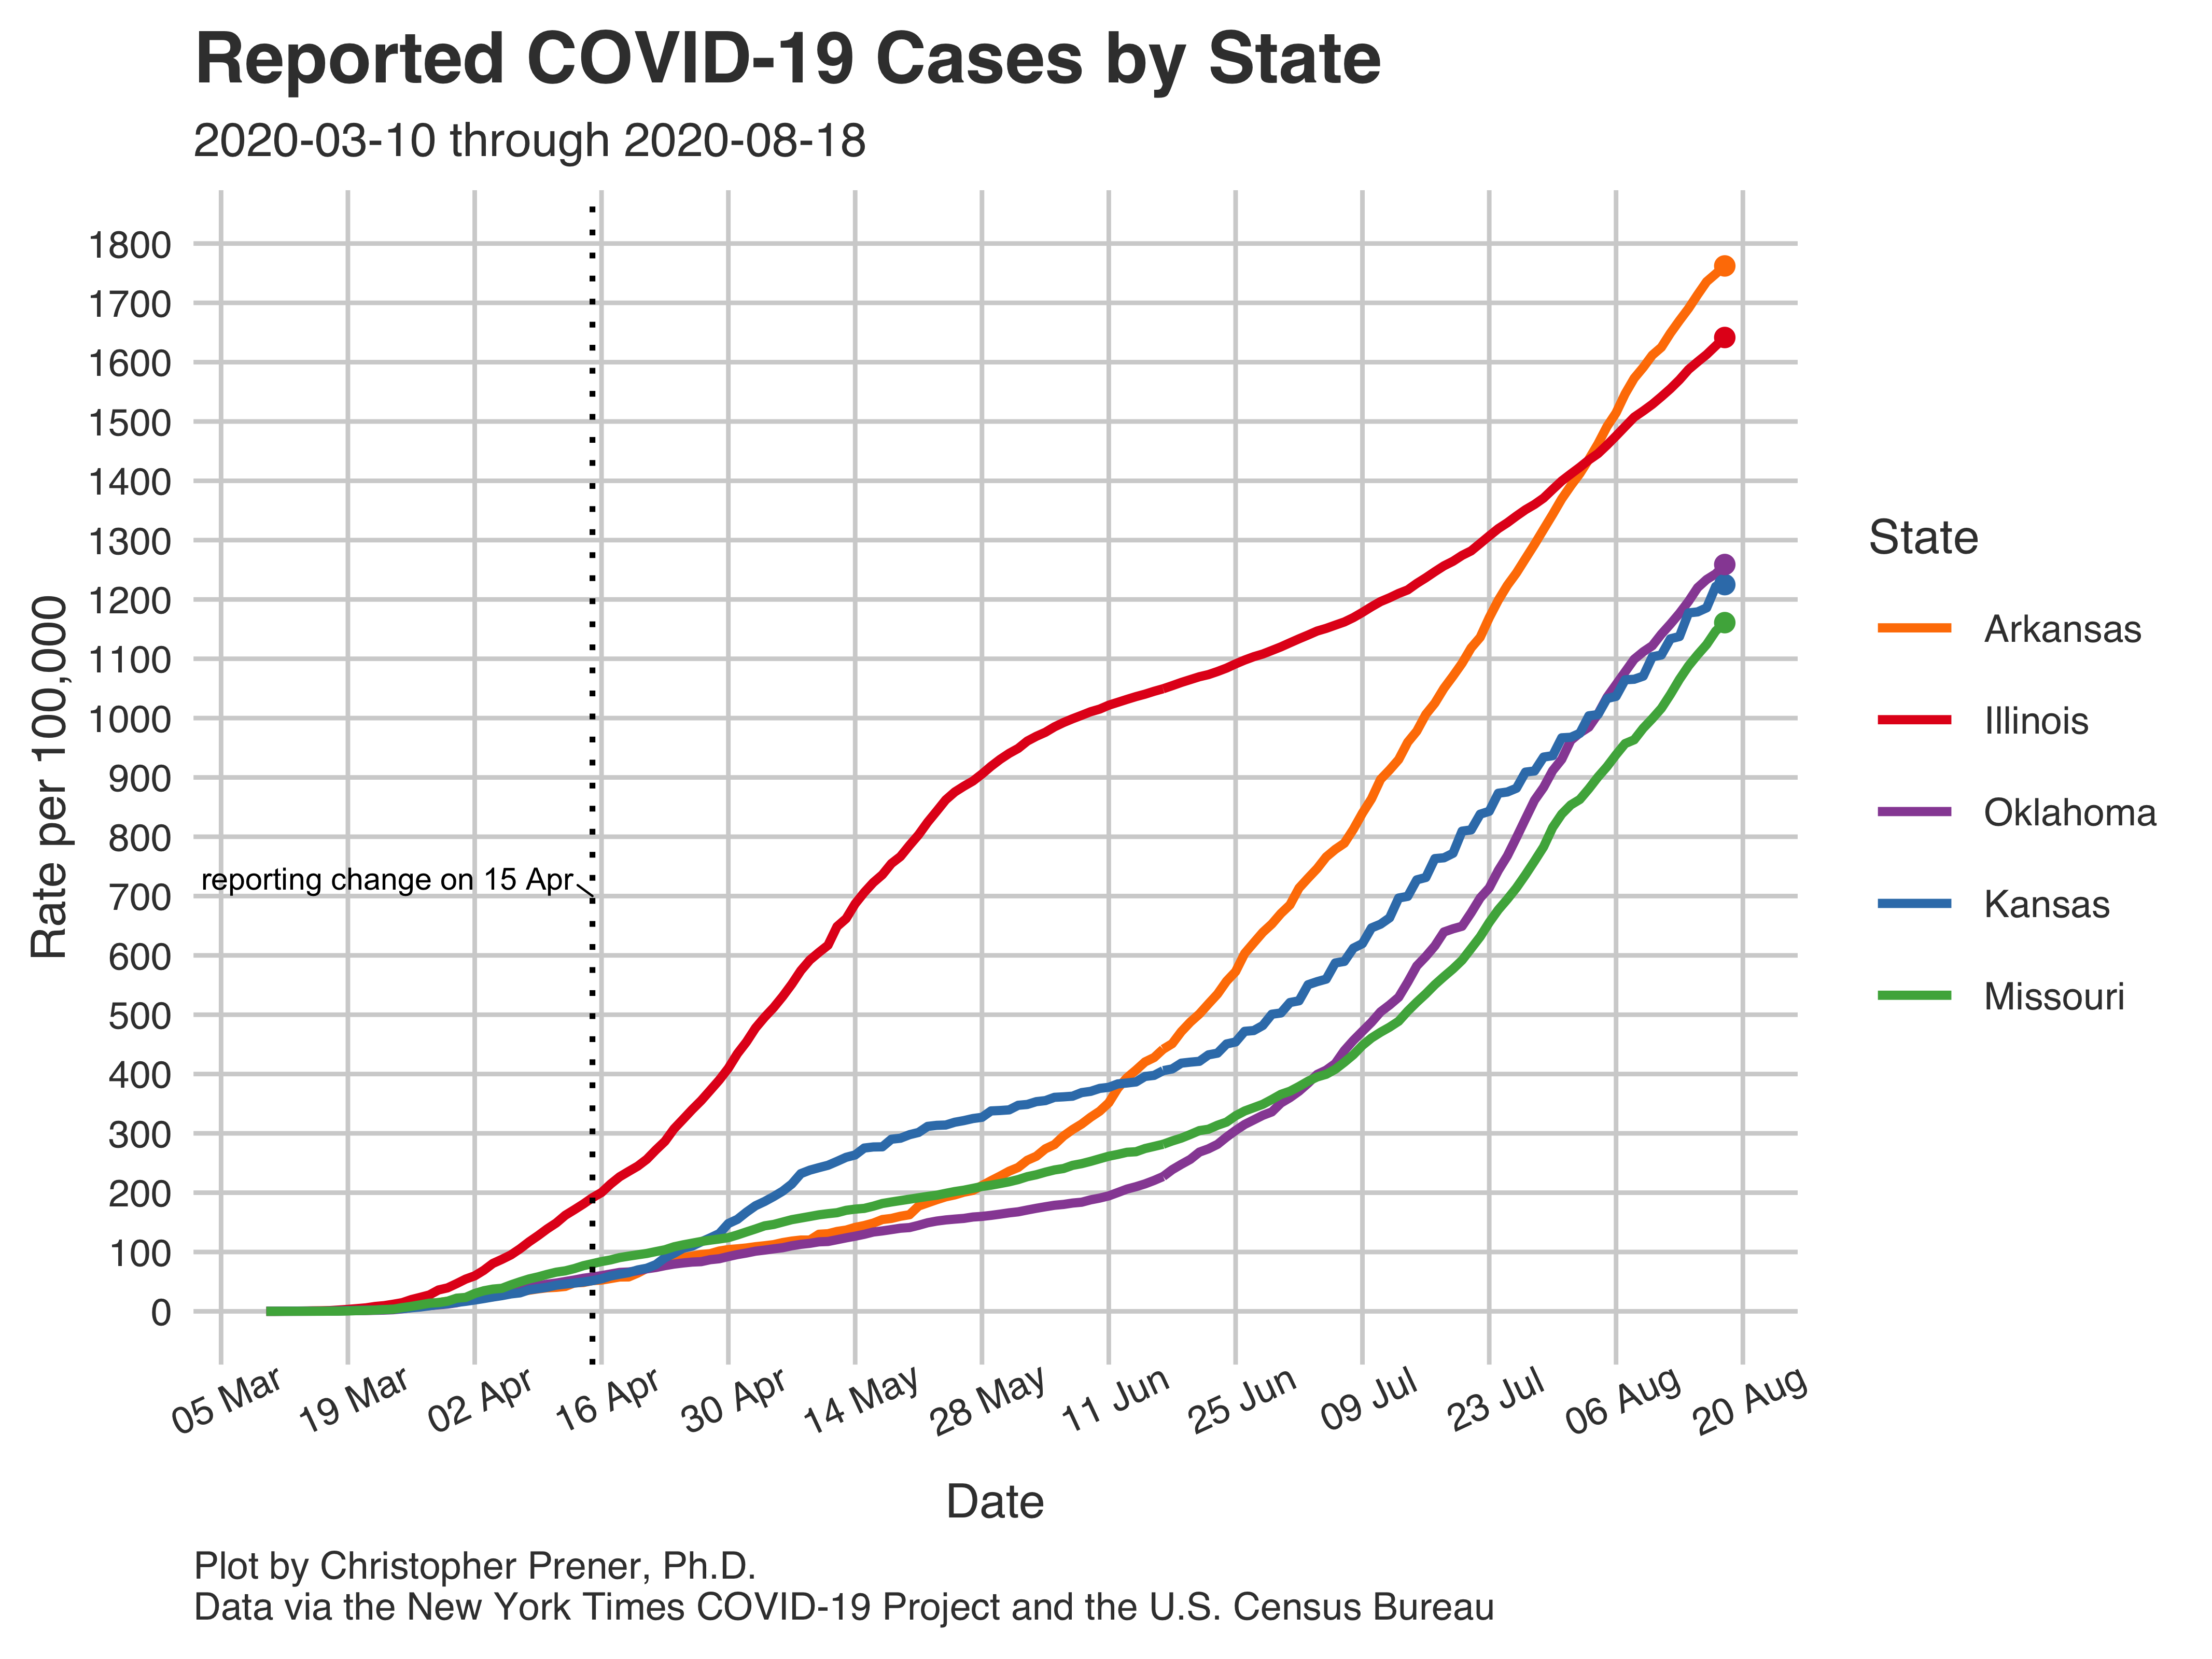 Reported COVID-19 Cases by State
2020-03-10 through 2020-08-18
1800
1700
1600
1500
1400
1300
1200
1100
1000
900
800
700
600
500
400
300
200
100
0
Rate per 100,000
reporting change on 15 Apr
State
Arkansas
Illinois
Oklahoma
Kansas
Missouri
05 Mar
19 Mar
02 Apr
16 Apr
30 Apr
14 May
28 May
11 Jun
25 Jun
09 Jul
23 Jul
06 Aug
20 Aug
Date
Plot by Christopher Prener, Ph.D.
Data via the New York Times COVID-19 Project and the U.S. Census Bureau